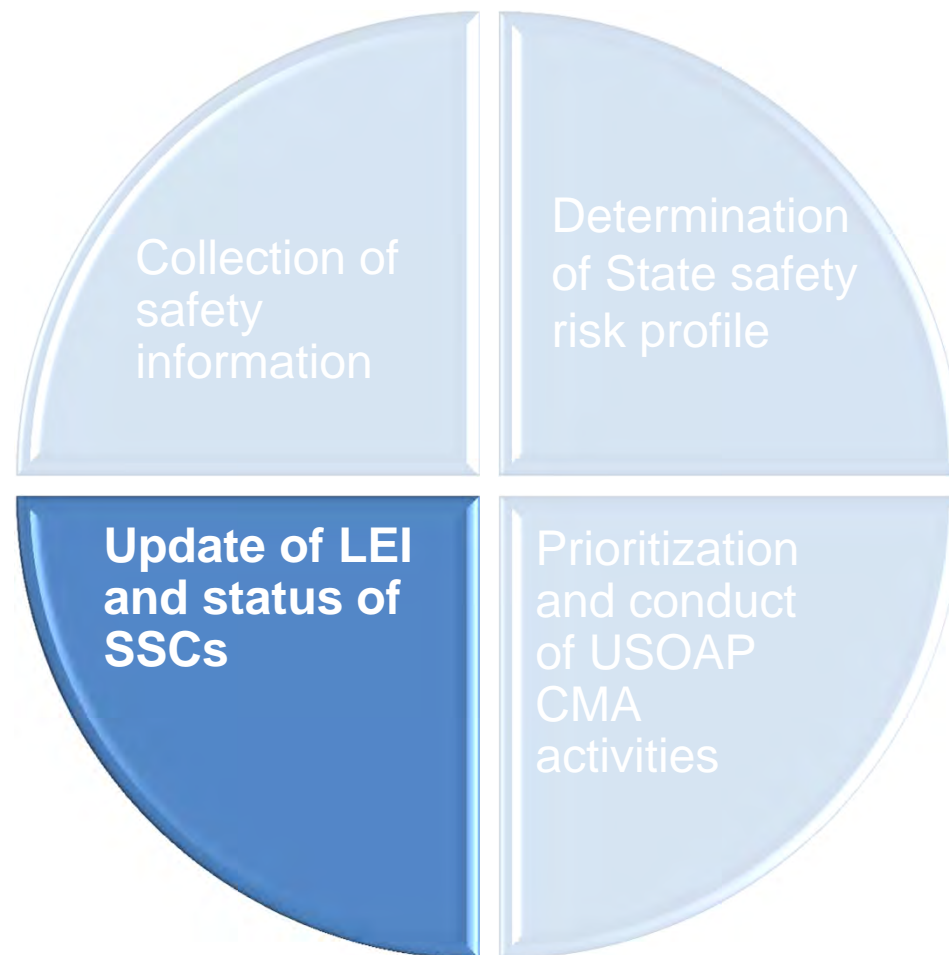 Collection of
safety
information
Determination
of State safety
risk profile
Update of LEI
and status of
SSCs
Prioritization
and conduct
of USOAP
CMA
activities